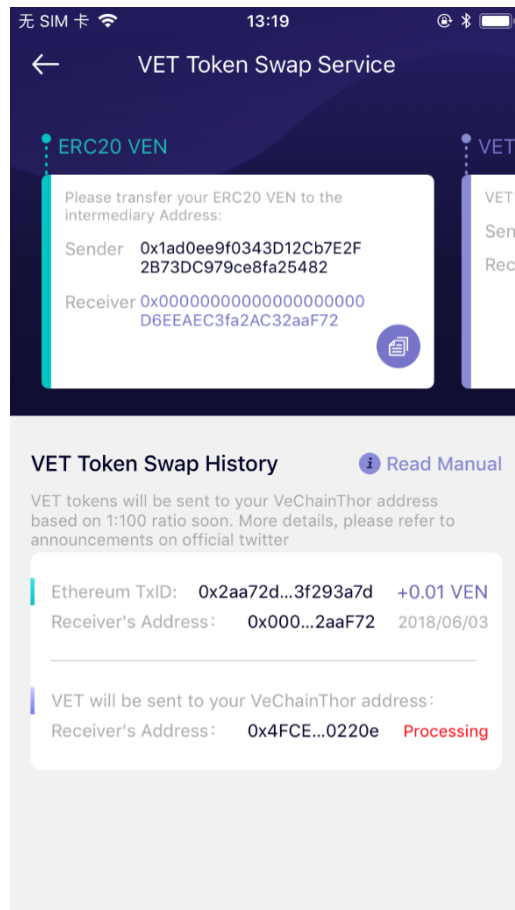 无 SIM 卡
13:19
VET Token Swap Service
ERC20 VEN
VET
Please transfer your ERC20 VEN to the
intermediary Address:
Sender 0x1ad0ee9f0343D12Cb7E2F
2B73DC979ce8fa25482
Receiver 0x00000000000000000000
D6EEAEC3fa2AC32aaF72
VET
Sen
Rec
VET Token Swap History
i Read Manual
VET tokens will be sent to your VeChainThor address
based on 1:100 ratio soon. More details, please refer to
announcements on official twitter
Ethereum TxID: 0x2aa72d...3f293a7d +0.01 VEN
Receiver's Address: 0x000...2aaF72 2018/06/03
VET will be sent to your VeChainThor address:
Receiver's Address: 0x4FCE...0220e Processing